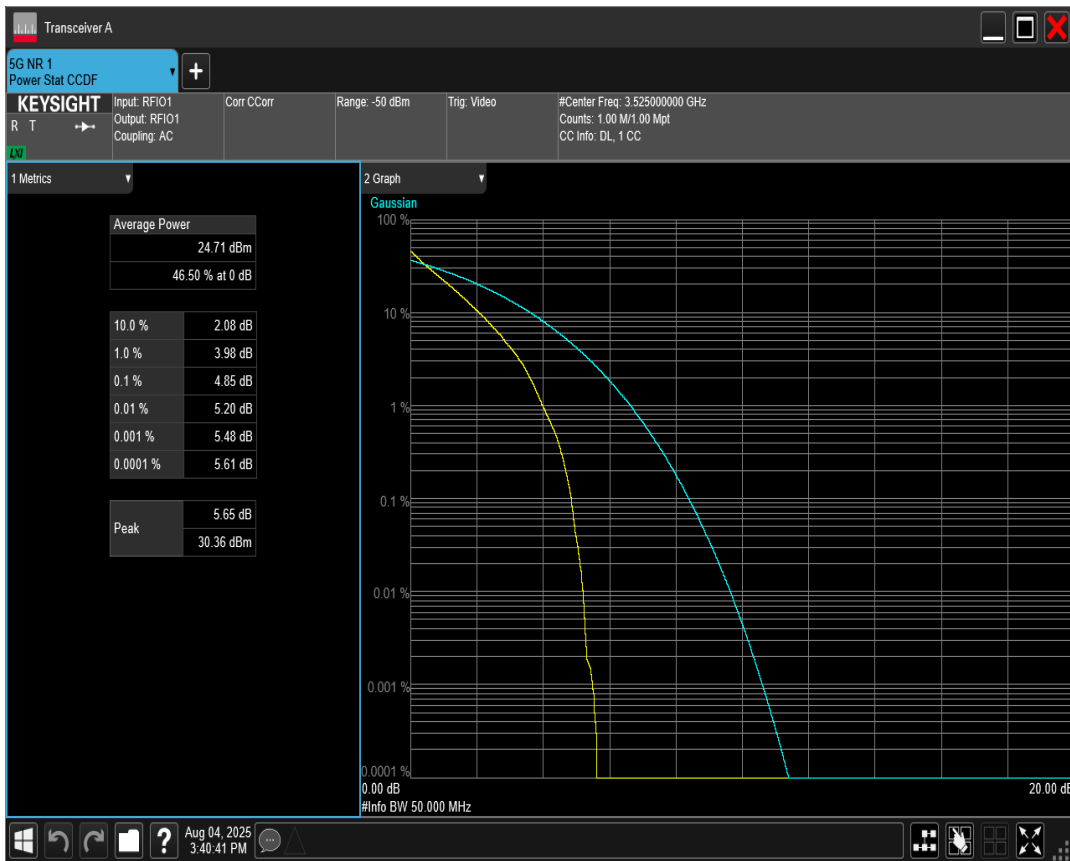 Transceiver A
5G NR 1
Power Stat CCDF
KEYSIGHT
R T
LXI
Input: RFIO1
Output: RFIO1
Coupling: AC
Corr CCorr
Range: -50 dBm
Trig: Video
#Center Freq: 3.525000000 GHz
Counts: 1.00 M/1.00 Mpt
CC Info: DL, 1 CC
1 Metrics
Average Power
24.71 dBm
46.50 % at 0 dB
10.0 % 2.08 dB
1.0 % 3.98 dB
0.1 % 4.85 dB
0.01 % 5.20 dB
0.001 % 5.48 dB
0.0001 % 5.61 dB
Peak 5.65 dB
30.36 dBm
2 Graph
Gaussian
100 %
10 %
1 %
0.1 %
0.01 %
0.001 %
0.0001 %
0.00 dB 20.00 dB
#Info BW 50.000 MHz
Aug 04, 2025
3:40:41 PM